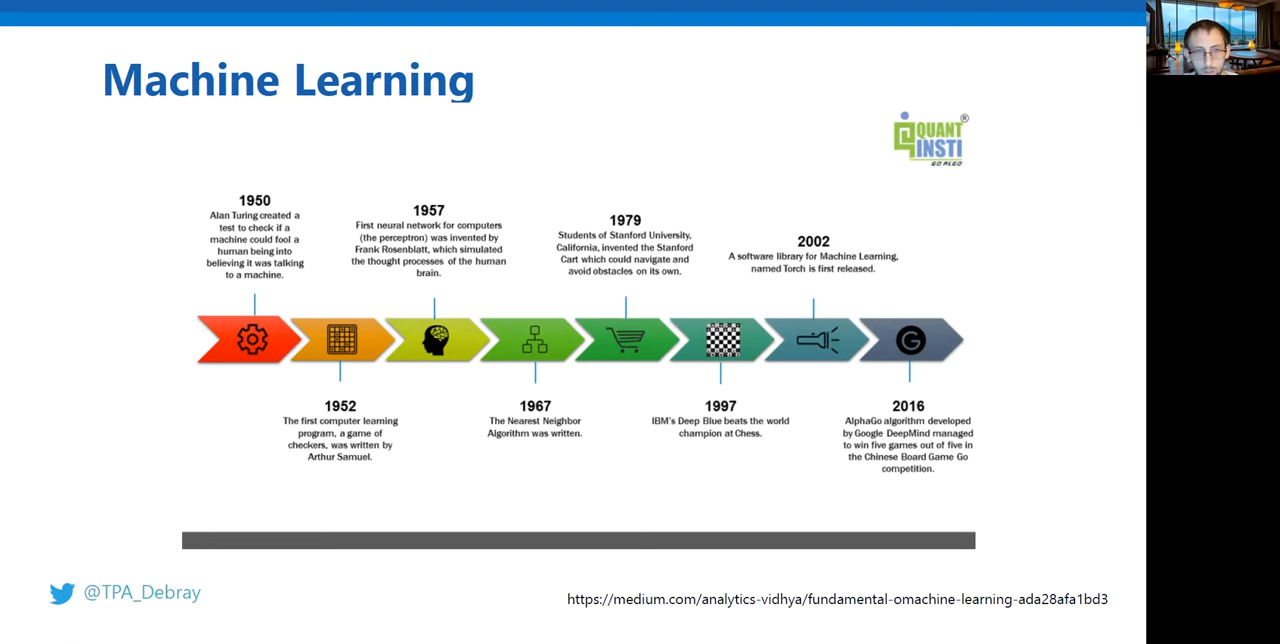 Machine Learning
QUANT
INSTI
®
GO ALGO
1950
Alan Turing created a
test to check if a
machine could fool a
human being into
believing it was talking
to a machine.
1957
First neural network for computers
(the perceptron) was invented by
Frank Rosenblatt, which simulated
the thought processes of the human
brain.
1979
Students of Stanford University,
California, invented the Stanford
Cart which could navigate and
avoid obstacles on its own.
2002
A software library for Machine Learning,
named Torch is first released.
G
1952
The first computer learning
program, a game of
checkers, was written by
Arthur Samuel.
1967
The Nearest Neighbor
Algorithm was written.
1997
IBM's Deep Blue beats the world
champion at Chess.
2016
AlphaGo algorithm developed
by Google DeepMind managed
to win five games out of five in
the Chinese Board Game Go
competition.
@TPA_Debray
https://medium.com/analytics-vidhya/fundamental-omachine-learning-ada28afa1bd3